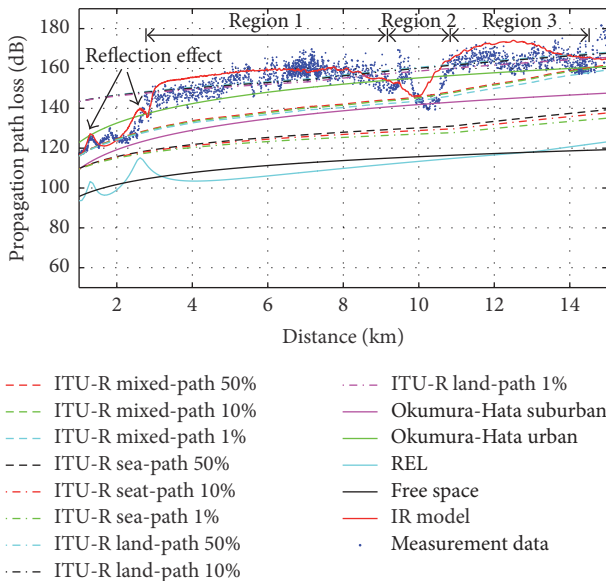 Region 1 Region 2 Region 3
Reflection effect
Propagation path loss (dB)
180
160
140
120
100
80
60
2 4 6 8 10 12 14
Distance (km)
ITU-R mixed-path 50%
ITU-R mixed-path 10%
ITU-R mixed-path 1%
ITU-R sea-path 50%
ITU-R seat-path 10%
ITU-R sea-path 1%
ITU-R land-path 50%
ITU-R land-path 10%
ITU-R land-path 1%
Okumura-Hata suburban
Okumura-Hata urban
REL
Free space
IR model
Measurement data